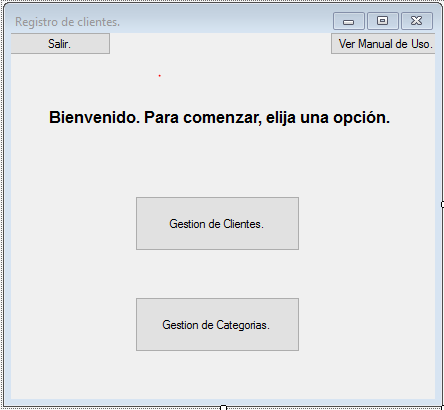 Registro de clientes.
Salir.
Ver Manual de Uso.
.
Bienvenido. Para comenzar, elija una opción.
Gestion de Clientes.
Gestion de Categorias.